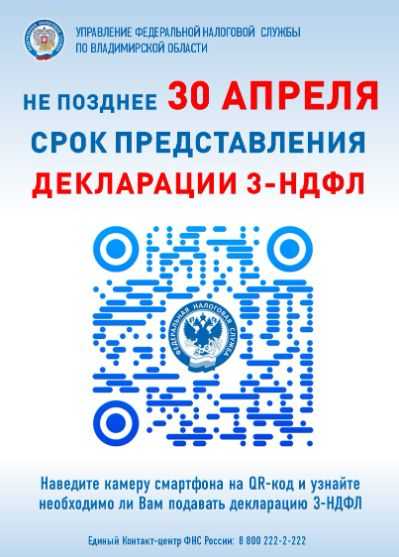 УПРАВЛЕНИЕ ФЕДЕРАЛЬНОЙ НАЛОГОВОЙ СЛУЖБЫ
ПО ВЛАДИМИРСКОЙ ОБЛАСТИ
НЕ ПОЗДНЕЕ 30 АПРЕЛЯ
СРОК ПРЕДСТАВЛЕНИЯ
ДЕКЛАРАЦИИ 3-НДФЛ
ФЕДЕРАЛЬНАЯ НАЛОГОВАЯ СЛУЖБА
Наведите камеру смартфона на QR-код и узнайте
необходимо ли Вам подавать декларацию 3-НДФЛ
Единый Контакт-центр ФНС России: 8 800 222-2-222